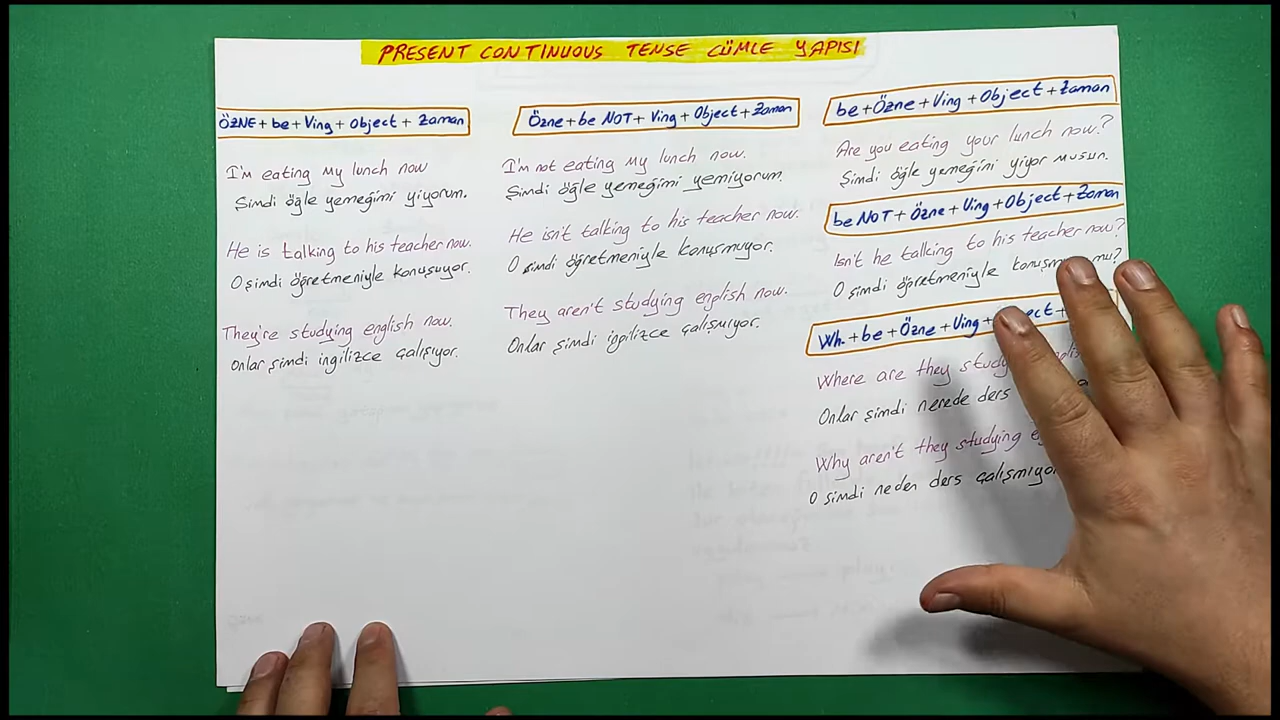 PRESENT CONTINUOUS TENSE CÜMLE YAPISI
ÖZNE + be + Ving + Object + Zaman
I'm eating my lunch now
Şimdi öğle yemeğimi yiyorum.
He is talking to his teacher now.
O şimdi öğretmeniyle konuşuyor.
They're studying english now.
Onlar şimdi ingilizce çalışıyor.
Özne + be NOT + Ving + Object + Zaman
I'm not eating my lunch now.
Şimdi öğle yemeğimi yemiyorum.
He isn't talking to his teacher now.
O şimdi öğretmeniyle konuşmuyor.
They aren't studying english now.
Onlar şimdi ingilizce çalışmıyor.
be + Özne + Ving + Object + Zaman
Are you eating your lunch now?
Şimdi öğle yemeğini yiyor musun.
be NOT + Özne + Ving + Object + Zaman
Isn't he talking to his teacher now?
O şimdi öğretmeniyle mu?
Wh. + be + Özne + Ving +
Where are they
Onlar şimdi nerede ders
Why aren't they studying
O şimdi neden ders